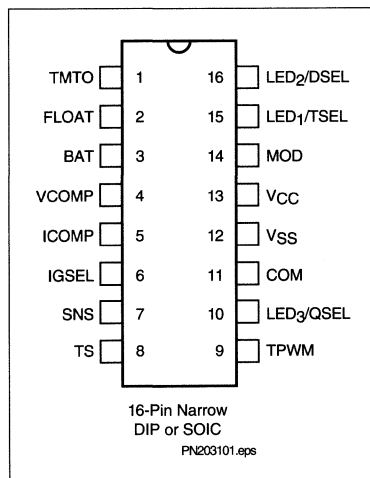 TMTO 1 16 LED2/DSEL
FLOAT 2 15 LED1/TSEL
BAT 3 14 MOD
VCOMP 4 13 VCC
ICOMP 5 12 VSS
IGSEL 6 11 COM
SNS 7 10 LED3/QSEL
TS 8 9 TPWM
16-Pin Narrow
DIP or SOIC
PN203101.eps